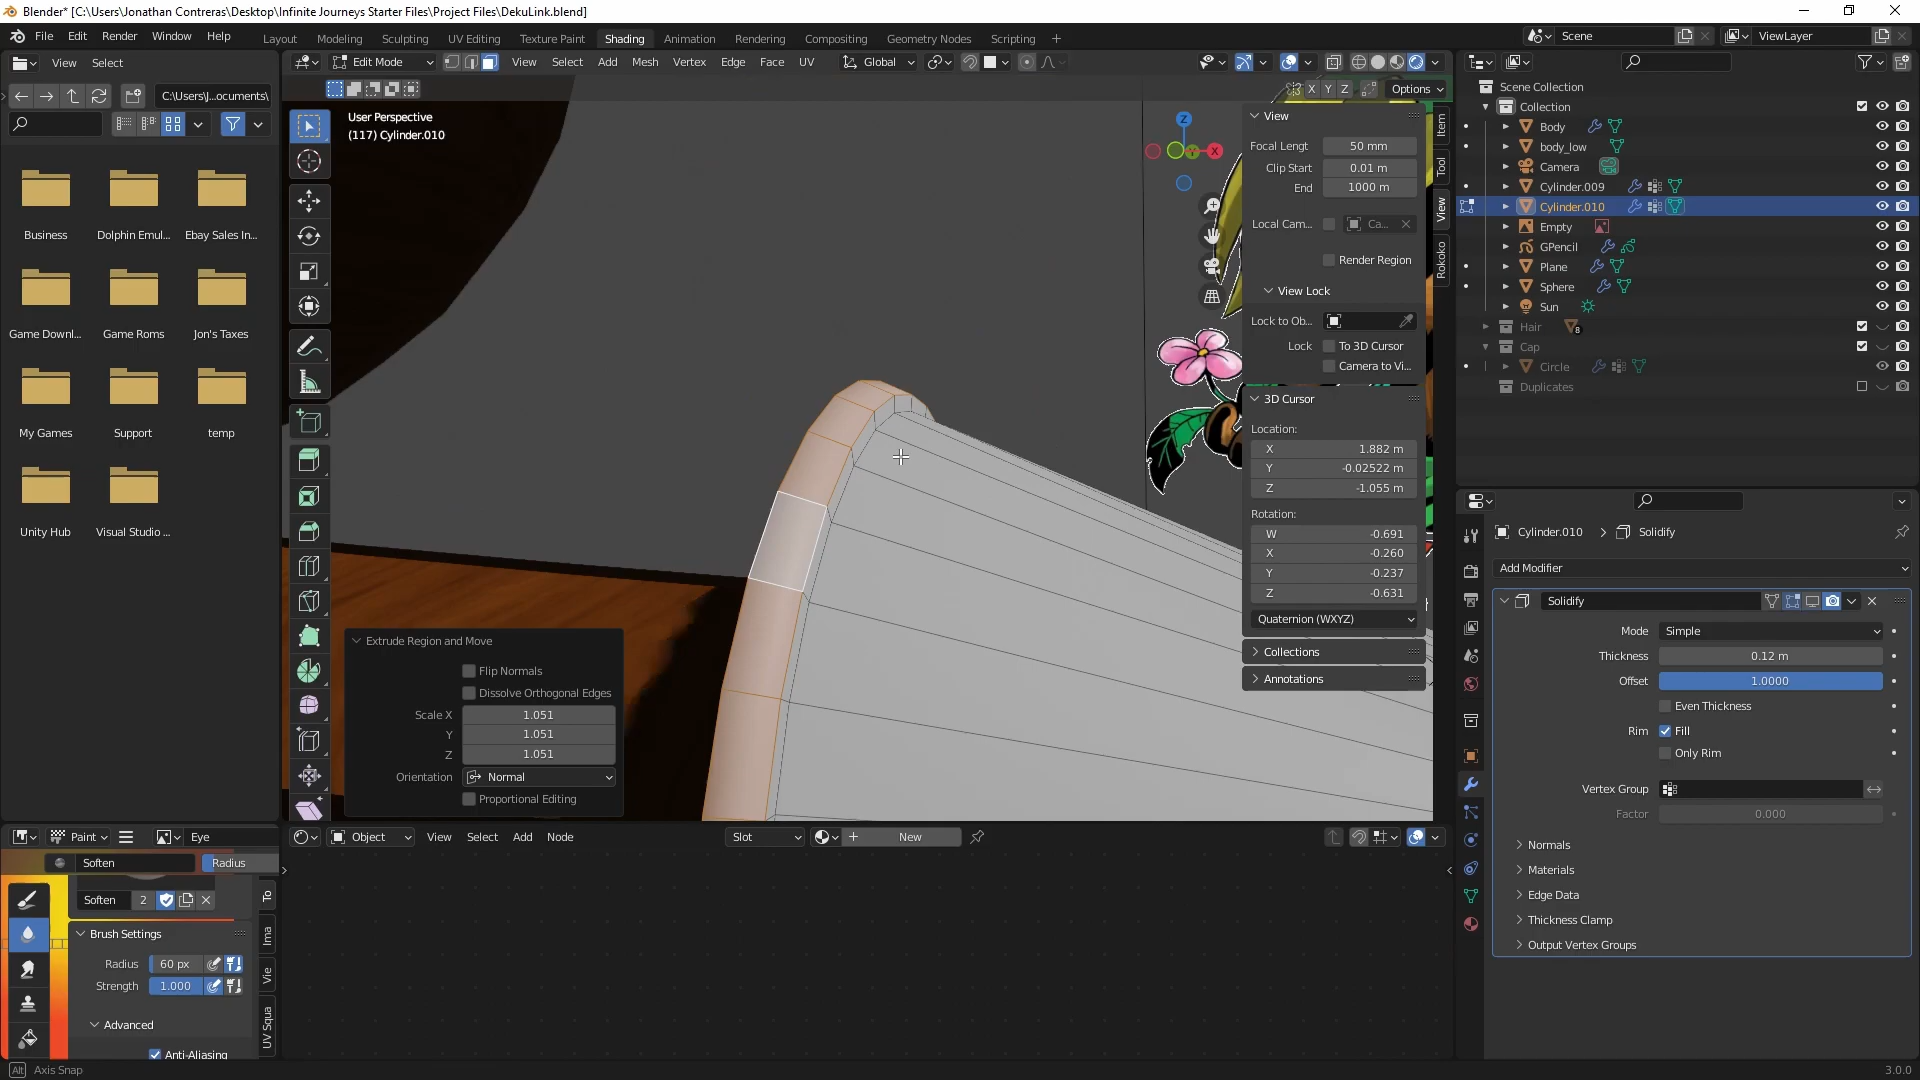 Blender* [C:\Users\Jonathan Contreras\Desktop\Infinite Journeys Starter Files\Project Files\DekuLink.blend]
File Edit Render Window Help Layout Modeling Sculpting UV Editing Texture Paint Shading Animation Rendering Compositing Geometry Nodes Scripting + Scene ViewLayer
View Select Edit Mode View Select Add Mesh Vertex Edge Face UV Global
C:\Users\J...ocuments\ X Y Z Options
User Perspective
(117) Cylinder.010
Business Dolphin Emul... Ebay Sales In...
Game Downl... Game Roms Jon's Taxes
My Games Support temp
Unity Hub Visual Studio ...
Z
X
Y
View
Focal Lengt 50 mm
Clip Start 0.01 m
End 1000 m
Local Cam... Ca...
Render Region
View Lock
Lock to Ob...
Lock To 3D Cursor
Camera to Vi...
3D Cursor
Location:
X 1.882 m
Y -0.02522 m
Z -1.055 m
Rotation:
W -0.691
X -0.260
Y -0.237
Z -0.631
Quaternion (WXYZ)
Collections
Annotations
Item
Tool
View
Rokoko
Extrude Region and Move
Flip Normals
Dissolve Orthogonal Edges
Scale X 1.051
Y 1.051
Z 1.051
Orientation Normal
Proportional Editing
Scene Collection
Collection
Body
body_low
Camera
Cylinder.009
Cylinder.010
Empty
GPencil
Plane
Sphere
Sun
Hair 8
Cap
Circle
Duplicates
Cylinder.010 > Solidify
Add Modifier
Solidify
Mode Simple
Thickness 0.12 m
Offset 1.0000
Even Thickness
Rim Fill
Only Rim
Vertex Group
Factor 0.000
Normals
Materials
Edge Data
Thickness Clamp
Output Vertex Groups
Paint Eye
Soften Radius
Soften 2
Brush Settings
Radius 60 px
Strength 1.000
Advanced
Anti-Aliasing
To
Ima
Vie
UV Squa
Object View Select Add Node Slot New
Alt Axis Snap
3.0.0